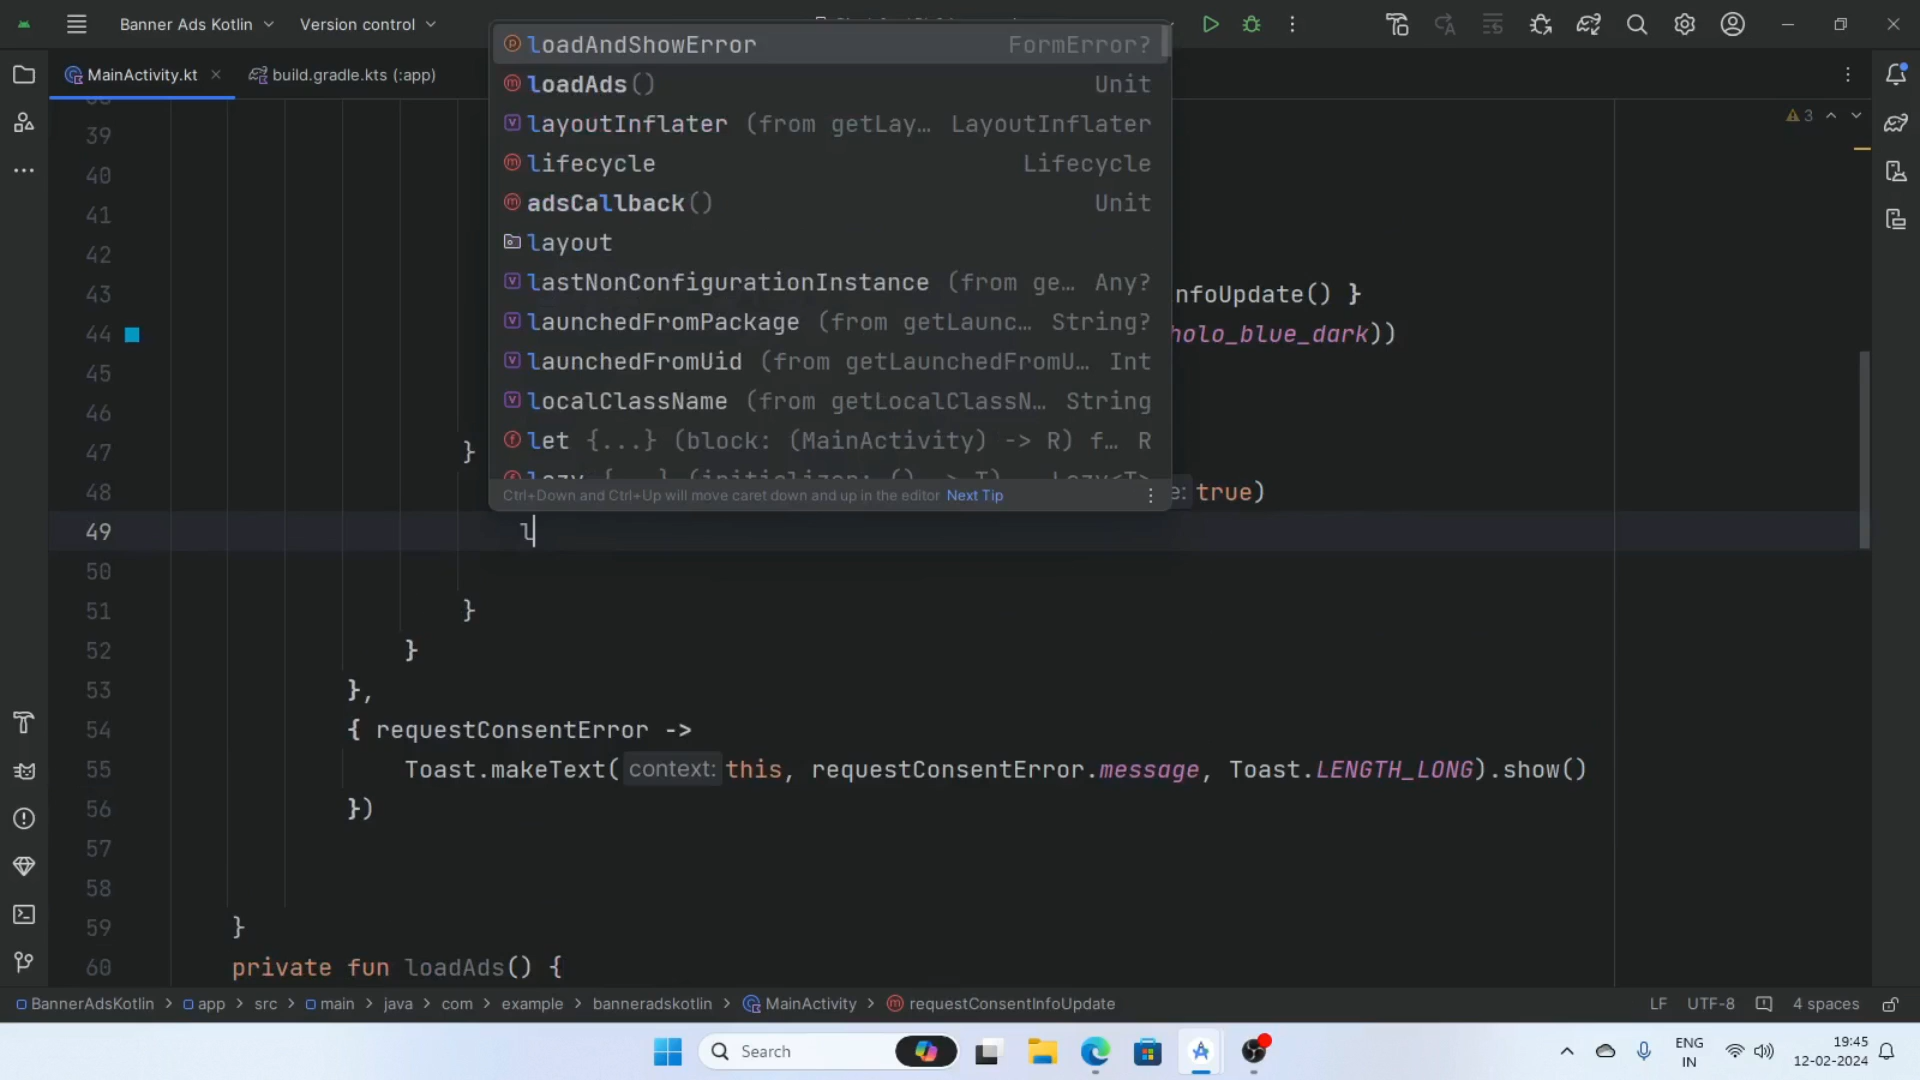 Banner Ads Kotlin
Version control
MainActivity.kt
build.gradle.kts (:app)
loadAndShowError FormError?
loadAds() Unit
layoutInflater (from getLay… LayoutInflater
lifecycle Lifecycle
adsCallback() Unit
layout
lastNonConfigurationInstance (from ge… Any?
launchedFromPackage (from getLaunc… String?
launchedFromUid (from getLaunchedFromU… Int
localClassName (from getLocalClassN… String
let {...} (block: (MainActivity) -> R) f… R
lazy {...} (initializer: () -> T) Lazy<T>
Ctrl+Down and Ctrl+Up will move caret down and up in the editor Next Tip
3
39
40
41
42
43 nfoUpdate() }
44 holo_blue_dark))
45
46
47 }
48 e: true)
49 l
50
51 }
52 }
53 },
54 { requestConsentError ->
55 Toast.makeText( context: this, requestConsentError.message, Toast.LENGTH_LONG).show()
56 })
57
58
59 }
60 private fun loadAds() {
BannerAdsKotlin > app > src > main > java > com > example > banneradskotlin > MainActivity > requestConsentInfoUpdate
LF UTF-8 4 spaces
Search
ENG
IN
19:45
12-02-2024